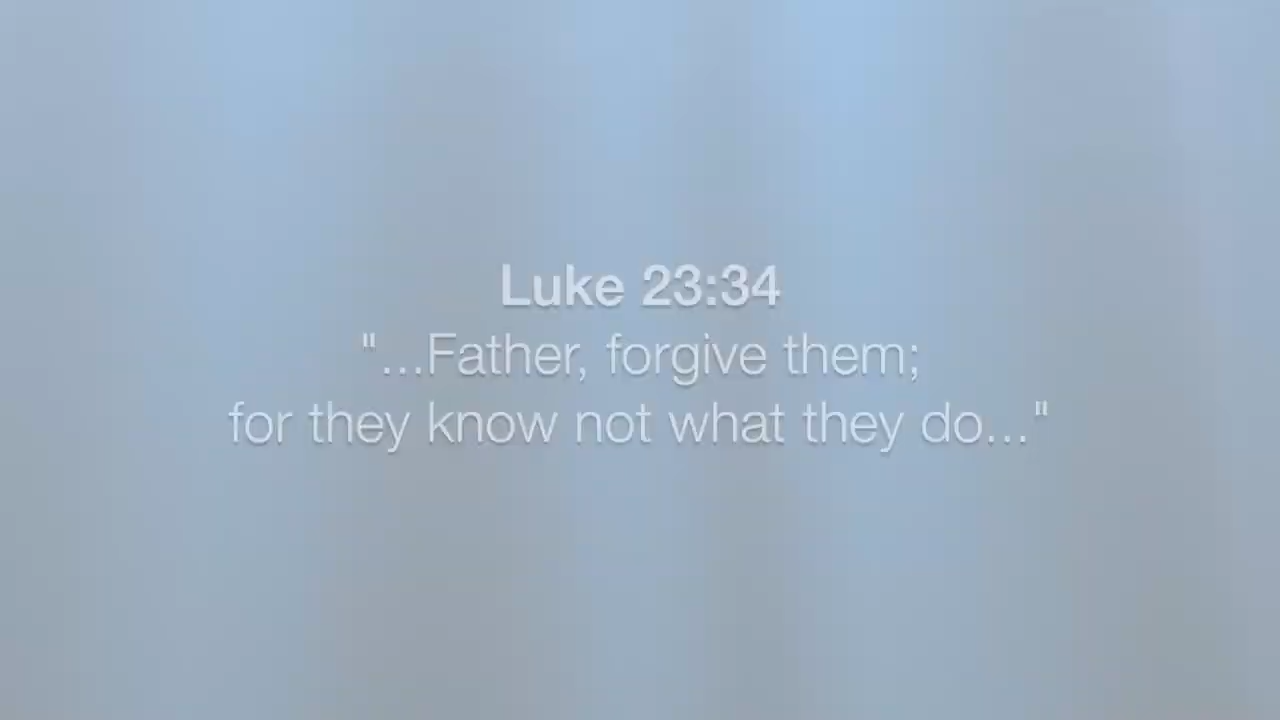 Luke 23:34
"...Father, forgive them;
for they know not what they do..."